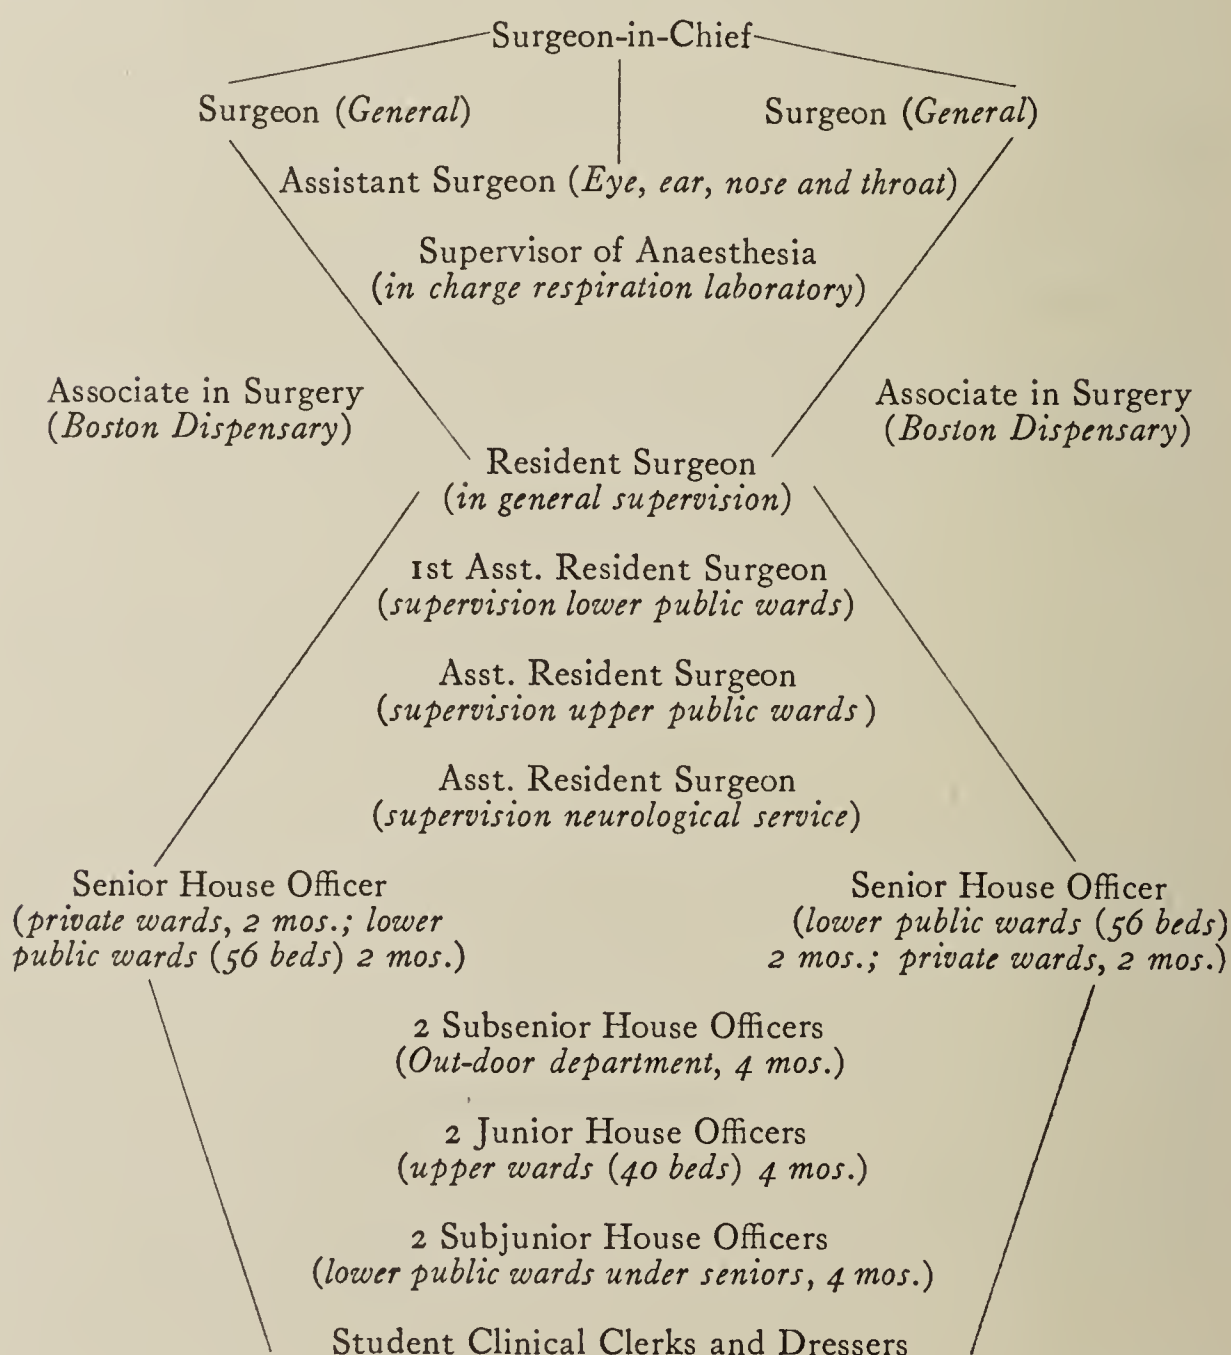 Surgeon-in-Chief
Surgeon (General)
Surgeon (General)
Assistant Surgeon (Eye, ear, nose and throat)
Supervisor of Anaesthesia
(in charge respiration laboratory)
Associate in Surgery
(Boston Dispensary)
Associate in Surgery
(Boston Dispensary)
Resident Surgeon
(in general supervision)
1st Asst. Resident Surgeon
(supervision lower public wards)
Asst. Resident Surgeon
(supervision upper public wards)
Asst. Resident Surgeon
(supervision neurological service)
Senior House Officer
(private wards, 2 mos.; lower
public wards (56 beds) 2 mos.)
Senior House Officer
(lower public wards (56 beds)
2 mos.; private wards, 2 mos.)
2 Subsenior House Officers
(Out-door department, 4 mos.)
2 Junior House Officers
(upper wards (40 beds) 4 mos.)
2 Subjunior House Officers
(lower public wards under seniors, 4 mos.)
Student Clinical Clerks and Dressers